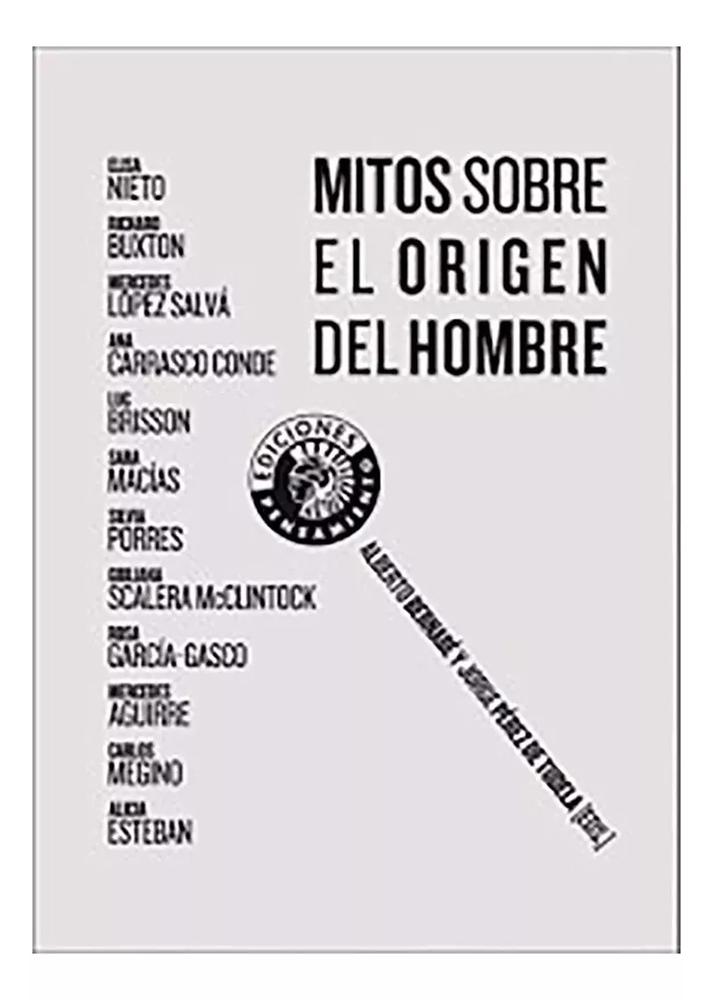 MITOS SOBRE
EL ORIGEN
DEL HOMBRE
ELISA
NIETO
RICHARD
BUXTON
MERCEDES
LÓPEZ SALVÁ
ANA
CARRASCO CONDE
LUC
BRISSON
SARA
MACÍAS
SILVIA
PORRES
GIULIANA
SCALERA McCLINTOCK
ROSA
GARCÍA-GASCO
MERCEDES
AGUIRRE
CARLOS
MEGINO
ALICIA
ESTEBAN
EDICIONES
PENSAMIENTO
ALBERTO BERNABÉ Y JORGE PÉREZ DE TUDELA [EDS.]